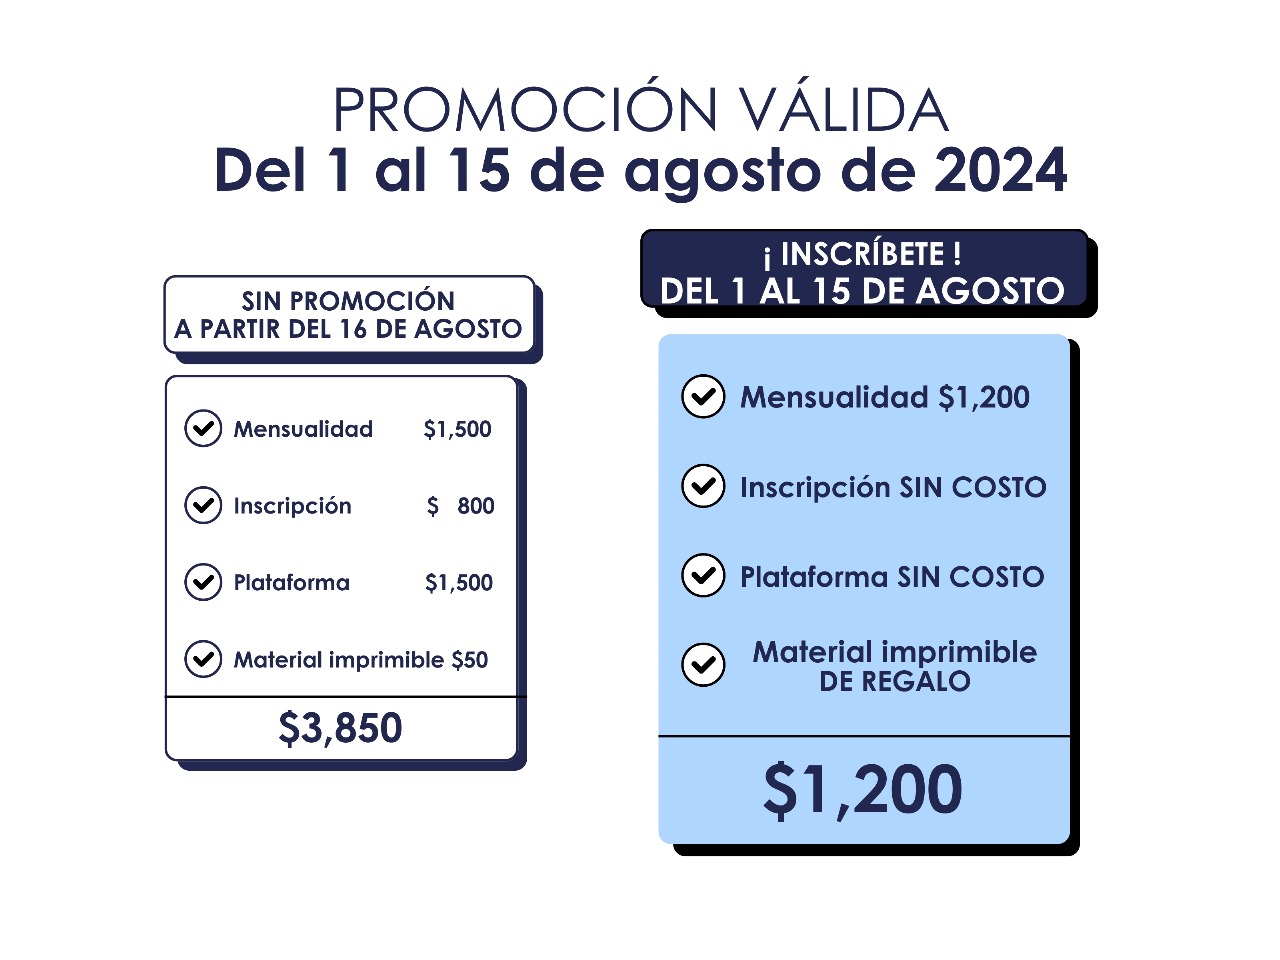 PROMOCIÓN VÁLIDA
Del 1 al 15 de agosto de 2024
SIN PROMOCIÓN
A PARTIR DEL 16 DE AGOSTO
Mensualidad $1,500
Inscripción $ 800
Plataforma $1,500
Material imprimible $50
$3,850
¡ INSCRÍBETE !
DEL 1 AL 15 DE AGOSTO
Mensualidad $1,200
Inscripción SIN COSTO
Plataforma SIN COSTO
Material imprimible
DE REGALO
$1,200